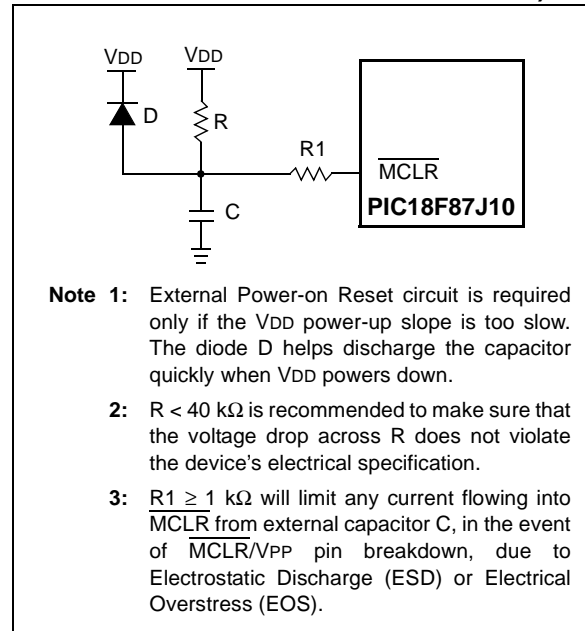 VDD VDD
D
R
R1
MCLR
C
PIC18F87J10
Note 1: External Power-on Reset circuit is required
only if the VDD power-up slope is too slow.
The diode D helps discharge the capacitor
quickly when VDD powers down.
2: R < 40 kΩ is recommended to make sure that
the voltage drop across R does not violate
the device's electrical specification.
3: R1 ≥ 1 kΩ will limit any current flowing into
MCLR from external capacitor C, in the event
of MCLR/VPP pin breakdown, due to
Electrostatic Discharge (ESD) or Electrical
Overstress (EOS).